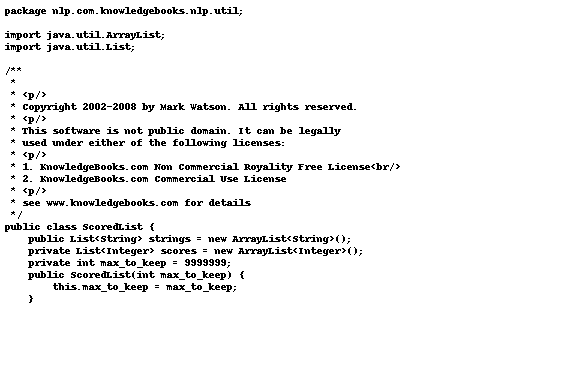 package nlp.com.knowledgebooks.nlp.util;

import java.util.ArrayList;
import java.util.List;

/**
 *
 * <p/>
 * Copyright 2002-2008 by Mark Watson. All rights reserved.
 * <p/>
 * This software is not public domain. It can be legally
 * used under either of the following licenses:
 * <p/>
 * 1. KnowledgeBooks.com Non Commercial Royality Free License<br/>
 * 2. KnowledgeBooks.com Commercial Use License
 * <p/>
 * see www.knowledgebooks.com for details
 */
public class ScoredList {
    public List<String> strings = new ArrayList<String>();
    private List<Integer> scores = new ArrayList<Integer>();
    private int max_to_keep = 9999999;
    public ScoredList(int max_to_keep) {
        this.max_to_keep = max_to_keep;
    }